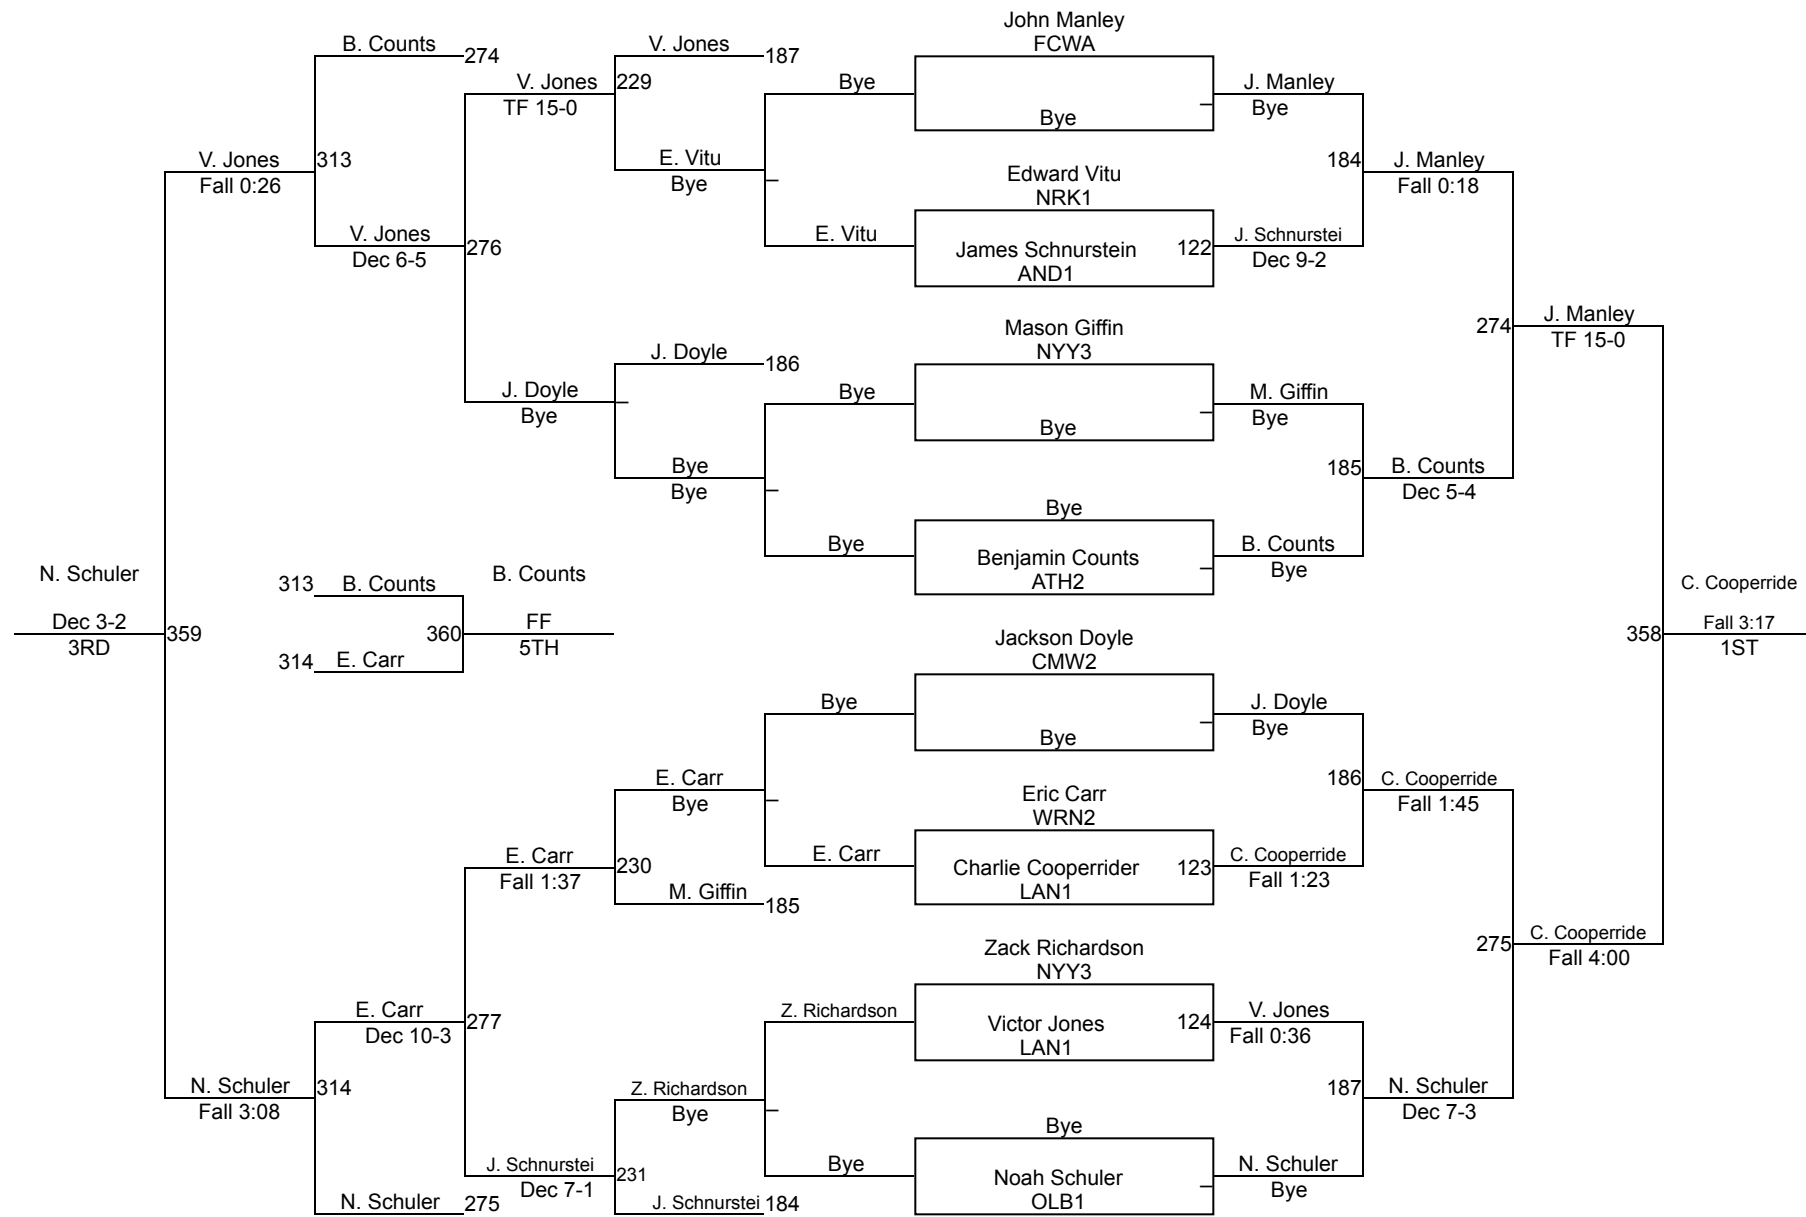 John Manley
FCWA
B. Counts
274
V. Jones
187
V. Jones
229
TF 15-0
Bye
J. Manley
Bye
Bye
V. Jones
313
Fall 0:26
E. Vitu
Bye
184
J. Manley
Fall 0:18
Edward Vitu
NRK1
V. Jones
276
Dec 6-5
E. Vitu
James Schnurstein
122
AND1
J. Schnurstei
Dec 9-2
Mason Giffin
NYY3
274
J. Manley
TF 15-0
J. Doyle
186
J. Doyle
Bye
Bye
M. Giffin
Bye
Bye
Bye
Bye
185
B. Counts
Dec 5-4
Bye
Bye
Benjamin Counts
ATH2
B. Counts
Bye
N. Schuler
Dec 3-2
3RD
359
313
B. Counts
314
E. Carr
360
B. Counts
FF
5TH
C. Cooperride
358
Fall 3:17
1ST
Jackson Doyle
CMW2
Bye
J. Doyle
Bye
Bye
E. Carr
Bye
186
C. Cooperride
Fall 1:45
Eric Carr
WRN2
E. Carr
Fall 1:37
230
E. Carr
Charlie Cooperrider
123
LAN1
C. Cooperride
Fall 1:23
M. Giffin
185
275
C. Cooperride
Fall 4:00
Zack Richardson
NYY3
E. Carr
277
Dec 10-3
Z. Richardson
Victor Jones
124
LAN1
V. Jones
Fall 0:36
N. Schuler
314
Fall 3:08
Z. Richardson
Bye
187
N. Schuler
Dec 7-3
Bye
J. Schnurstei
231
Dec 7-1
Bye
Noah Schuler
OLB1
N. Schuler
Bye
N. Schuler
275
J. Schnurstei
184